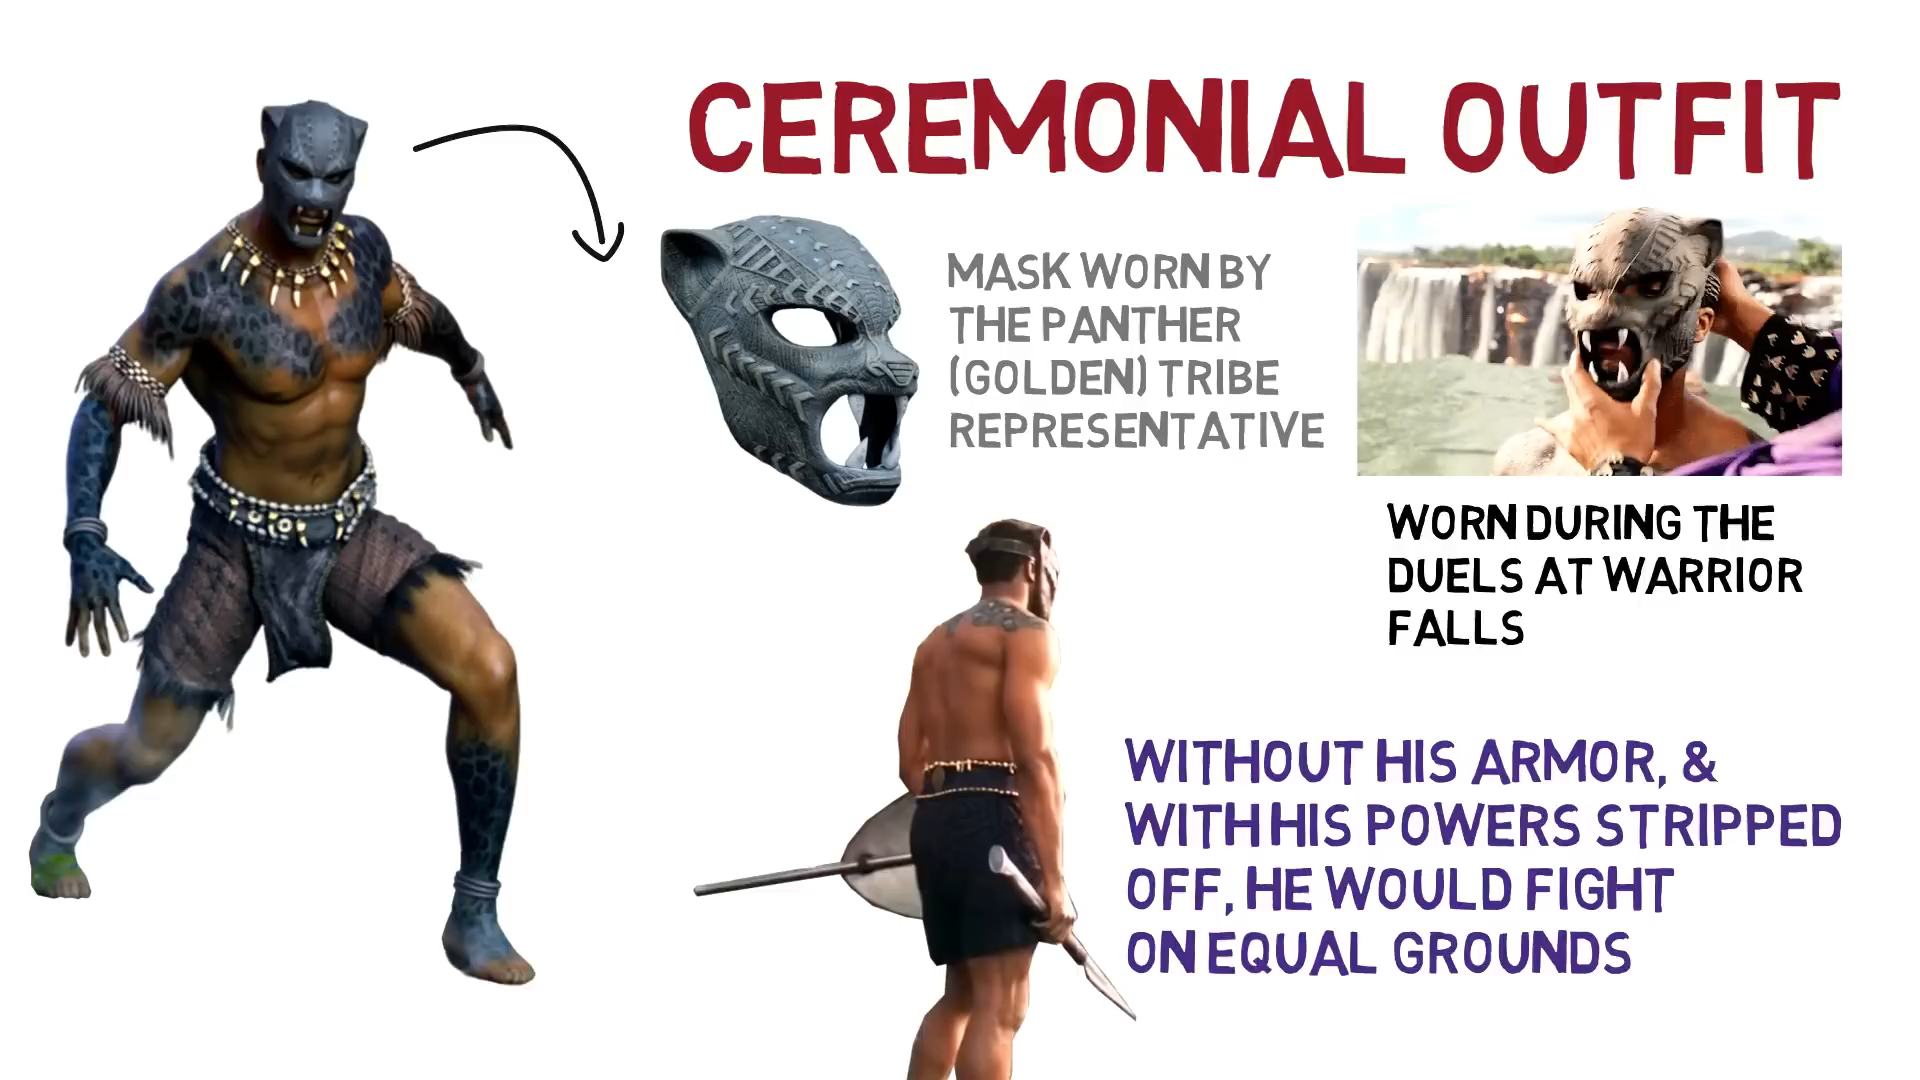 CEREMONIAL OUTFIT
MASK WORN BY
THE PANTHER
(GOLDEN) TRIBE
REPRESENTATIVE
WORN DURING THE
DUELS AT WARRIOR
FALLS
WITHOUT HIS ARMOR, &
WITH HIS POWERS STRIPPED
OFF, HE WOULD FIGHT
ON EQUAL GROUNDS